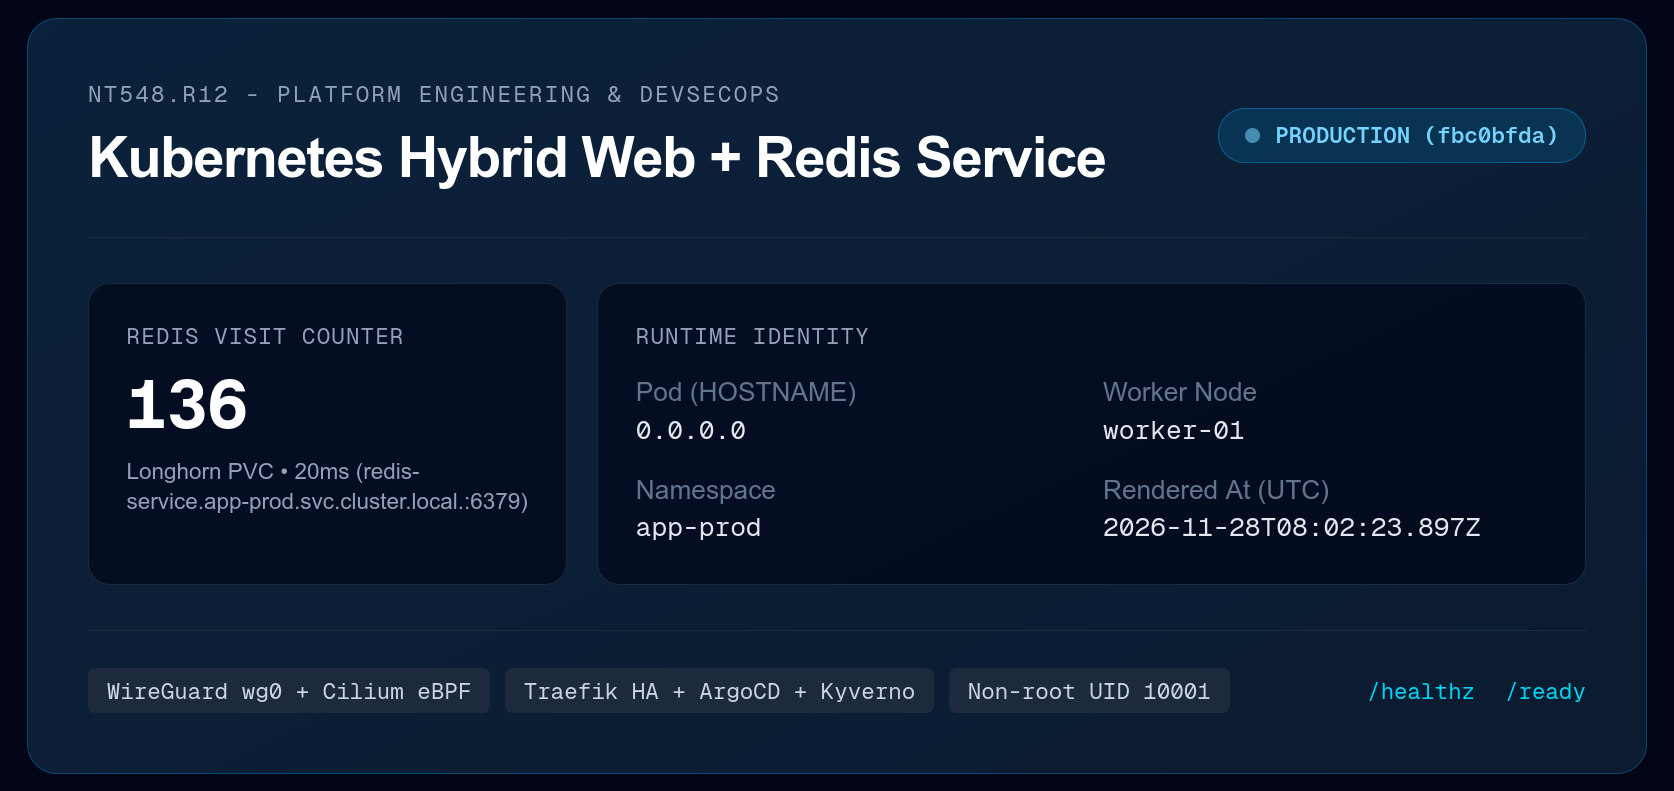 NT548.R12 - PLATFORM ENGINEERING & DEVSECOPS
Kubernetes Hybrid Web + Redis Service
PRODUCTION (fbc0bfda)
REDIS VISIT COUNTER
136
Longhorn PVC • 20ms (redis-
service.app-prod.svc.cluster.local.:6379)
RUNTIME IDENTITY
Pod (HOSTNAME)
0.0.0.0
Worker Node
worker-01
Namespace
app-prod
Rendered At (UTC)
2026-11-28T08:02:23.897Z
WireGuard wg0 + Cilium eBPF
Traefik HA + ArgoCD + Kyverno
Non-root UID 10001
/healthz
/ready